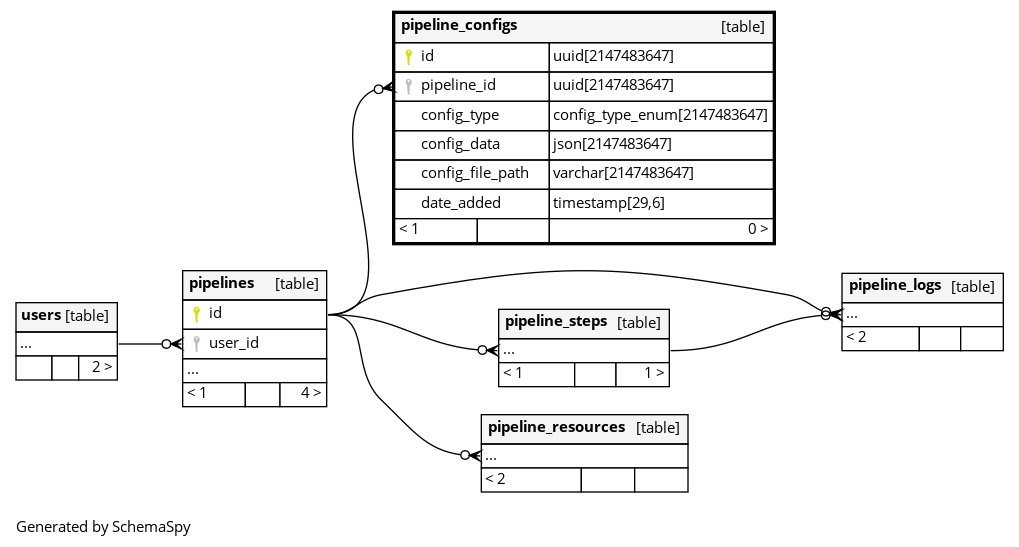 pipeline_configs [table]
id uuid[2147483647]
pipeline_id uuid[2147483647]
config_type config_type_enum[2147483647]
config_data json[2147483647]
config_file_path varchar[2147483647]
date_added timestamp[29,6]
< 1 0 >
users [table]
...
2 >
pipelines [table]
id
user_id
...
< 1 4 >
pipeline_steps [table]
...
< 1 1 >
pipeline_logs [table]
...
< 2
pipeline_resources [table]
...
< 2
Generated by SchemaSpy